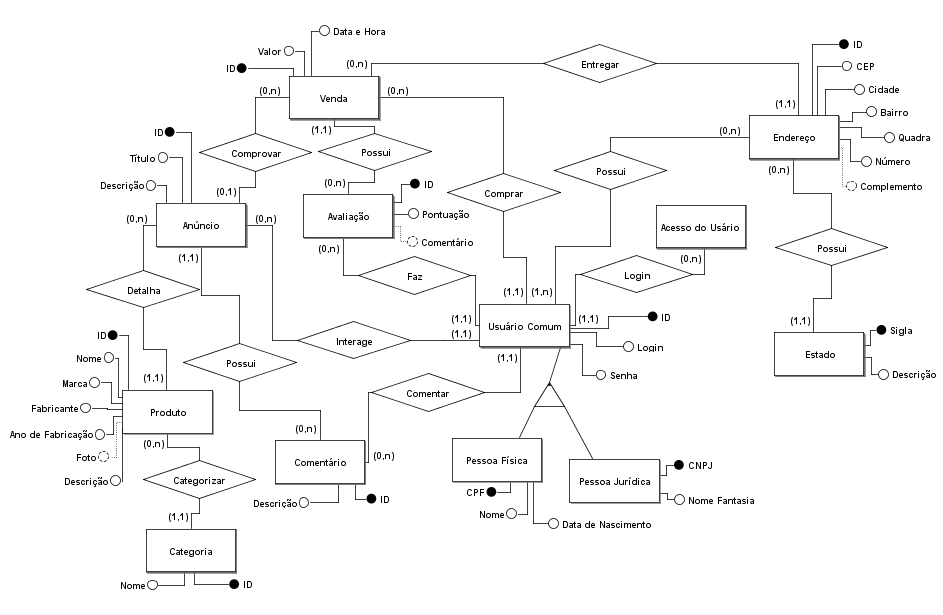 Data e Hora
Valor
ID
Venda
(0,n)
(0,n)
(0,n)
(1,1)
Entregar
ID
CEP
Cidade
Bairro
Quadra
Número
Complemento
(1,1)
Endereço
(0,n)
(0,n)
Comprovar
(0,1)
Possui
(0,n)
Comprar
Possui
ID
Título
Descrição
Anúncio
(0,n)
(0,n)
(1,1)
Avaliação
ID
Pontuação
Comentário
(0,n)
Faz
Acesso do Usário
(0,n)
Login
Possui
(1,1)
Estado
Sigla
Descrição
Detalha
(1,1)
Interage
Possui
(1,1)
(1,n)
(1,1)
(1,1)
(1,1)
(1,1)
Usuário Comum
ID
Login
Senha
ID
Nome
Marca
Fabricante
Ano de Fabricação
Foto
Descrição
Produto
(0,n)
Comentar
(0,n)
(0,n)
Comentário
Descrição
ID
Categorizar
(1,1)
Categoria
Nome
ID
Pessoa Física
CPF
Nome
Data de Nascimento
Pessoa Jurídica
CNPJ
Nome Fantasia